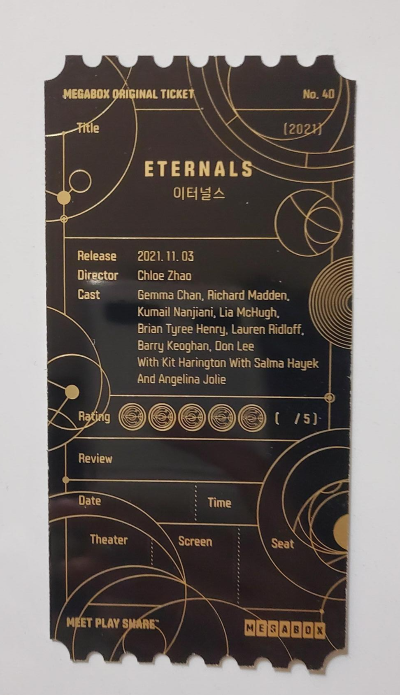 MEGABOX ORIGINAL TICKET No. 40
Title (2021)
ETERNALS
이터널스
Release 2021. 11. 03
Director Chloe Zhao
Cast Gemma Chan, Richard Madden,
Kumail Nanjiani, Lia McHugh,
Brian Tyree Henry, Lauren Ridloff,
Barry Keoghan, Don Lee
With Kit Harington With Salma Hayek
And Angelina Jolie
Rating ( /5)
Review
Date Time
Theater Screen Seat
MEET PLAY SHARE™ MEGABOX